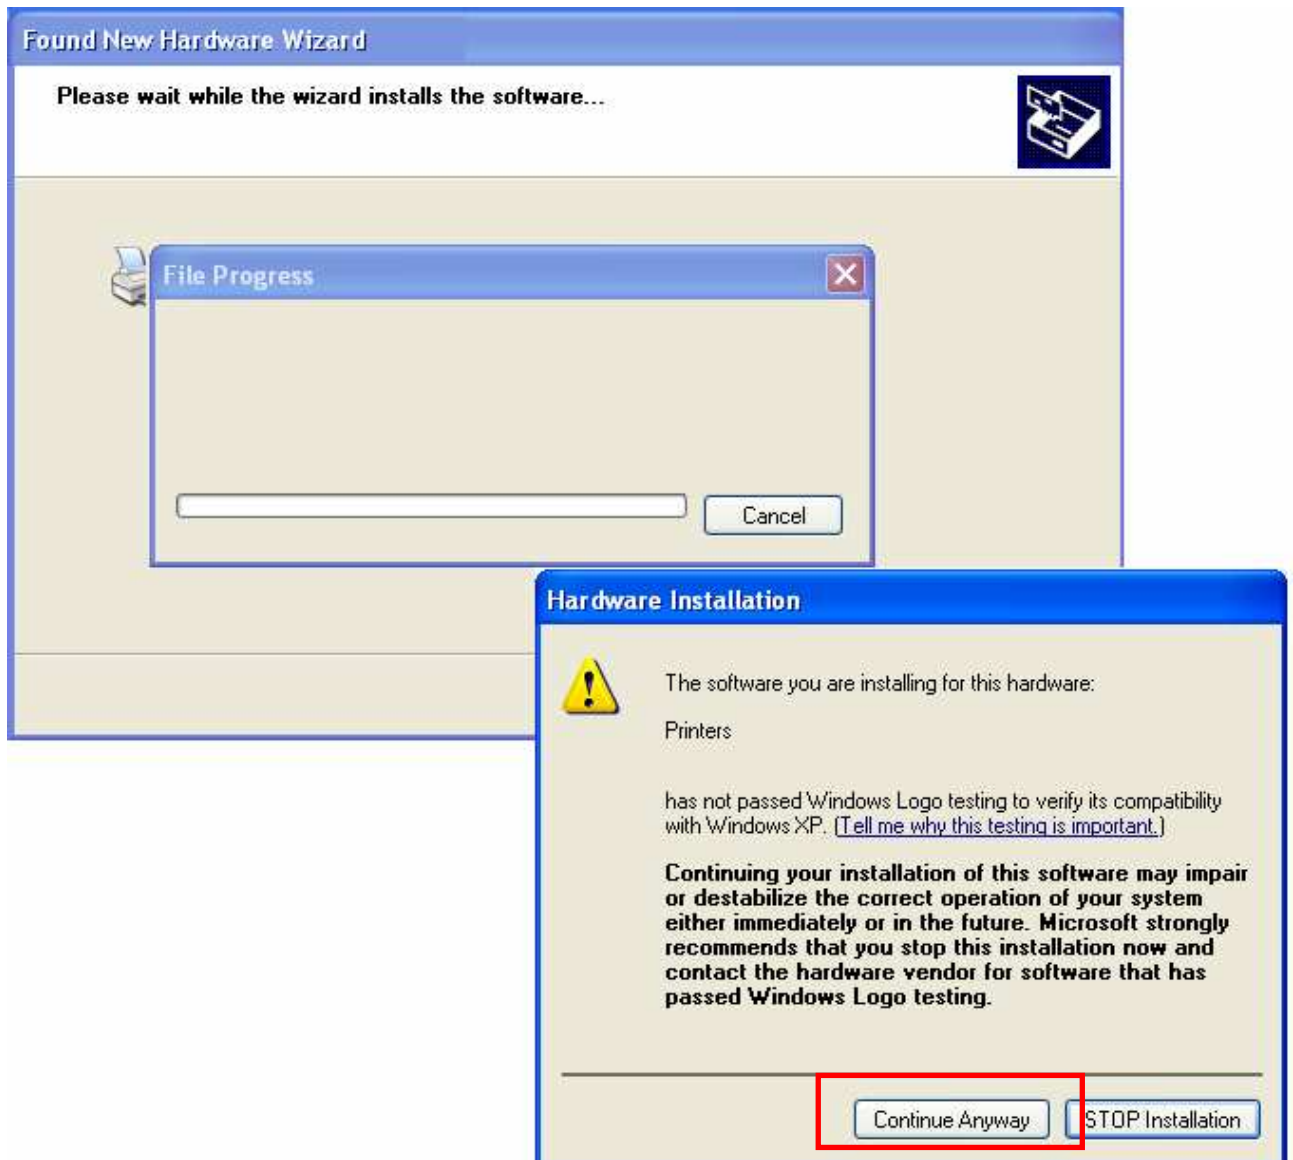 Found New Hardware Wizard
Please wait while the wizard installs the software...
File Progress
Cancel
Hardware Installation
The software you are installing for this hardware:
Printers
has not passed Windows Logo testing to verify its compatibility
with Windows XP. (Tell me why this testing is important.)
Continuing your installation of this software may impair
or destabilize the correct operation of your system
either immediately or in the future. Microsoft strongly
recommends that you stop this installation now and
contact the hardware vendor for software that has
passed Windows Logo testing.
Continue Anyway
STOP Installation